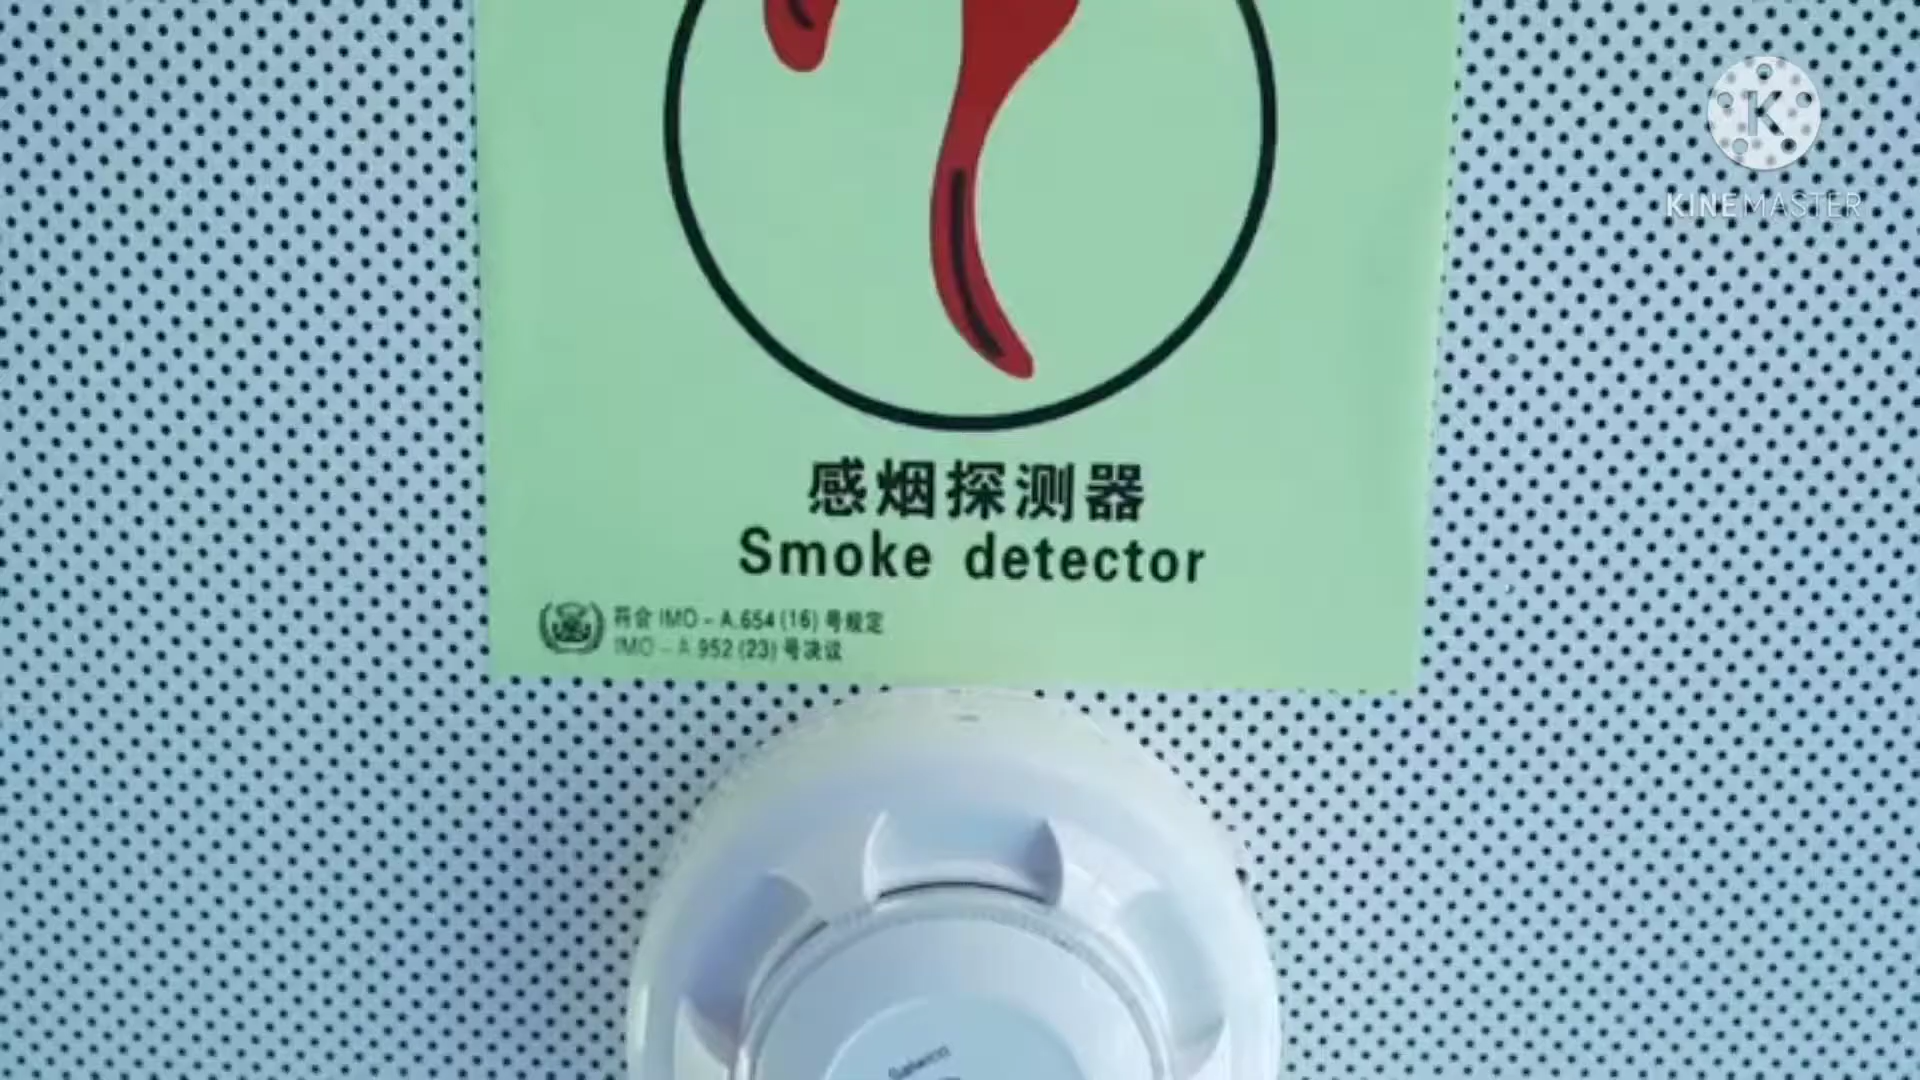 K
KINEMASTER
感烟探测器
Smoke detector
符合 IMO - A.654 (16) 号规定
IMO - A 952 (23) 号决议
Salwico